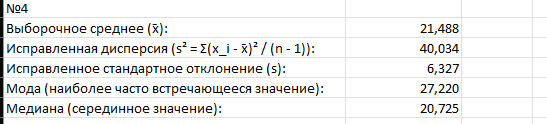 №4
Выборочное среднее (x̄): 21,488
Исправленная дисперсия (s² = Σ(x_i - x̄)² / (n - 1)): 40,034
Исправленное стандартное отклонение (s): 6,327
Мода (наиболее часто встречающееся значение): 27,220
Медиана (серединное значение): 20,725